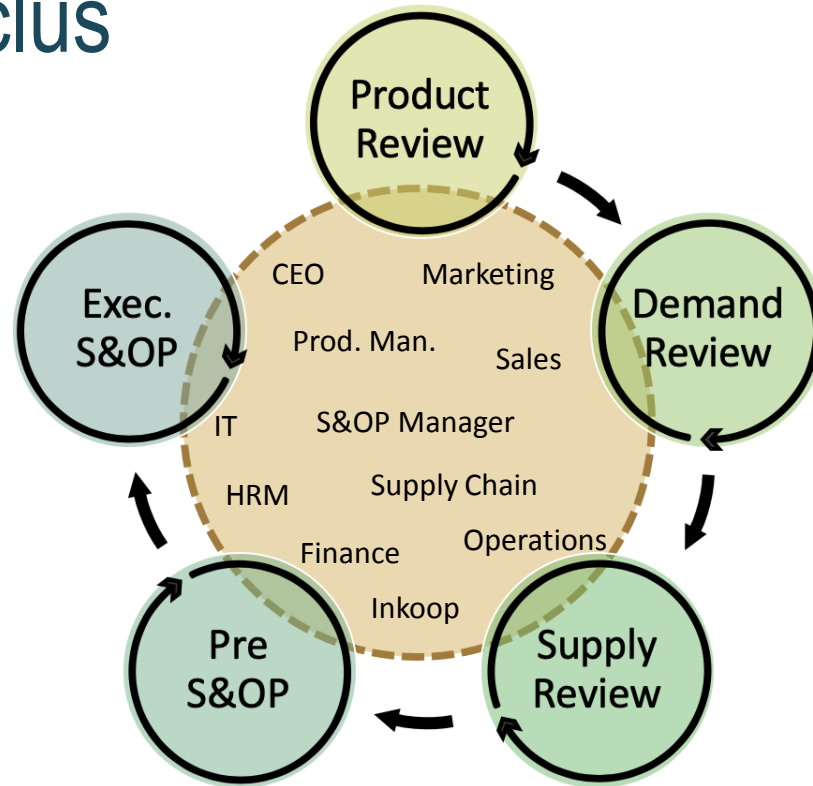 clus
Product
Review
Exec.
S&OP
Demand
Review
CEO
Marketing
Prod. Man.
Sales
IT
S&OP Manager
HRM
Supply Chain
Finance
Operations
Inkoop
Pre
S&OP
Supply
Review